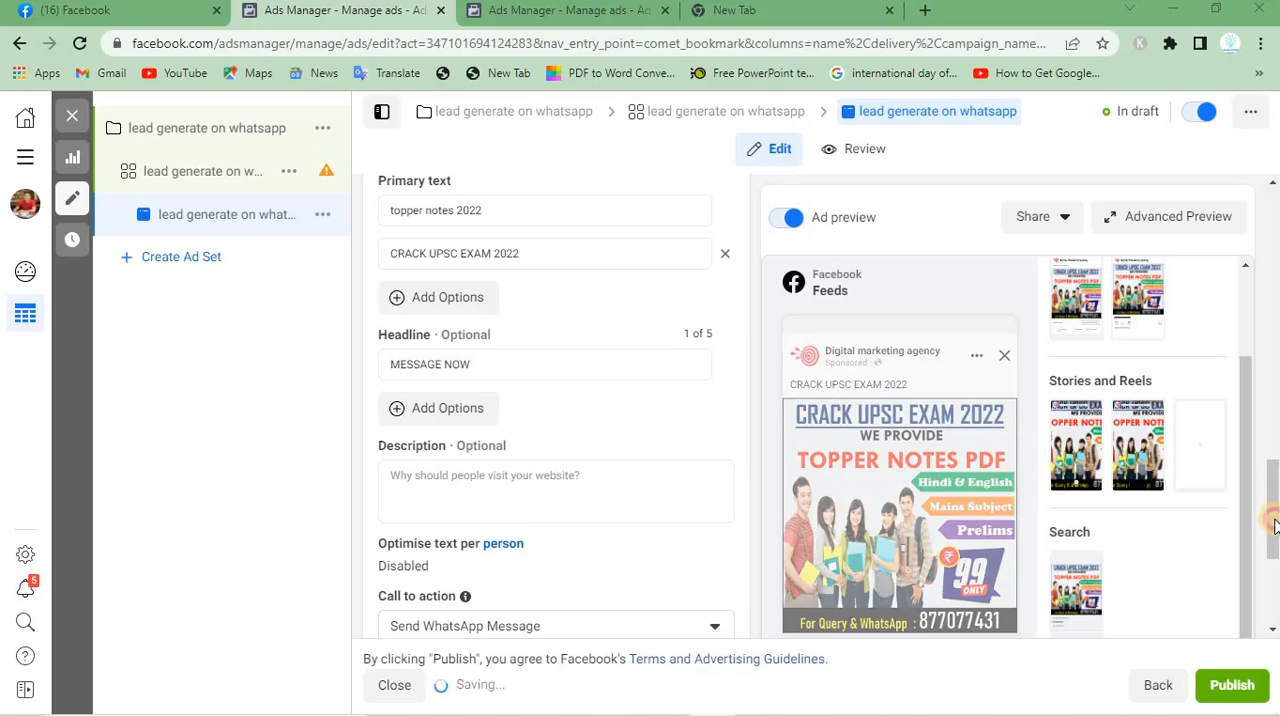 (16) Facebook
Ads Manager - Manage ads - Ac
Ads Manager - Manage ads - Ac
New Tab
facebook.com/adsmanager/manage/ads/edit?act=347101694124283&nav_entry_point=comet_bookmark&columns=name%2Cdelivery%2Ccampaign_name...
Apps
Gmail
YouTube
Maps
News
Translate
New Tab
PDF to Word Conve...
Free PowerPoint te...
international day of...
How to Get Google...
lead generate on whatsapp
lead generate on w...
lead generate on what...
Create Ad Set
lead generate on whatsapp
lead generate on whatsapp
lead generate on whatsapp
In draft
Edit
Review
Primary text
topper notes 2022
CRACK UPSC EXAM 2022
Add Options
Headline · Optional
1 of 5
MESSAGE NOW
Add Options
Description · Optional
Why should people visit your website?
Optimise text per person
Disabled
Call to action
Send WhatsApp Message
Ad preview
Share
Advanced Preview
Facebook
Digital marketing agency
Sponsored ·
CRACK UPSC EXAM 2022
CRACK UPSC EXAM 2022
WE PROVIDE
TOPPER NOTES PDF
Hindi & English
Mains Subject
Prelims
₹
99
ONLY
For Query & WhatsApp : 877077431
Stories and Reels
Search
By clicking "Publish", you agree to Facebook's Terms and Advertising Guidelines.
Close
Saving...
Back
Publish
5